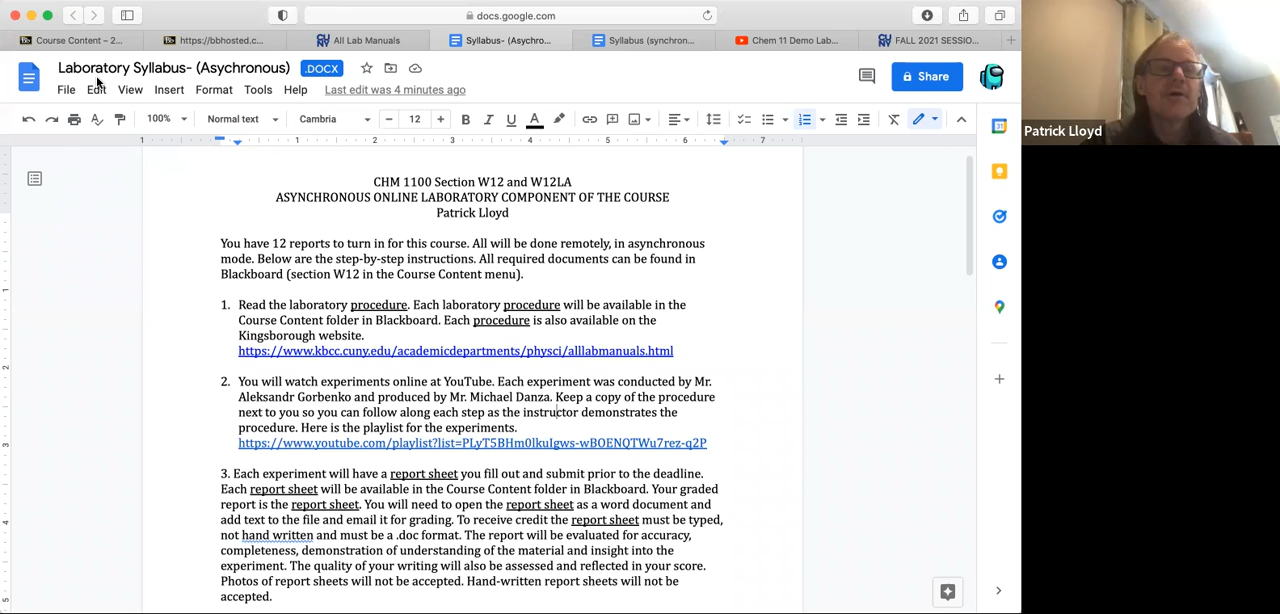 docs.google.com
Course Content – 2...
https://bbhosted.c...
All Lab Manuals
Syllabus- (Asychro...
Syllabus (synchron...
Chem 11 Demo Lab...
FALL 2021 SESSIO...
Laboratory Syllabus- (Asychronous)
.DOCX
File
Edit
View
Insert
Format
Tools
Help
Last edit was 4 minutes ago
Share
Patrick Lloyd
100%
Normal text
Cambria
12
B
I
U
A
1
1
2
3
4
5
6
7
CHM 1100 Section W12 and W12LA
ASYNCHRONOUS ONLINE LABORATORY COMPONENT OF THE COURSE
Patrick Lloyd
You have 12 reports to turn in for this course. All will be done remotely, in asynchronous
mode. Below are the step-by-step instructions. All required documents can be found in
Blackboard (section W12 in the Course Content menu).
1. Read the laboratory procedure. Each laboratory procedure will be available in the
Course Content folder in Blackboard. Each procedure is also available on the
Kingsborough website.
https://www.kbcc.cuny.edu/academicdepartments/physci/alllabmanuals.html
2. You will watch experiments online at YouTube. Each experiment was conducted by Mr.
Aleksandr Gorbenko and produced by Mr. Michael Danza. Keep a copy of the procedure
next to you so you can follow along each step as the instructor demonstrates the
procedure. Here is the playlist for the experiments.
https://www.youtube.com/playlist?list=PLyT5BHm0lkuIgws-wBOENQTWu7rez-q2P
3. Each experiment will have a report sheet you fill out and submit prior to the deadline.
Each report sheet will be available in the Course Content folder in Blackboard. Your graded
report is the report sheet. You will need to open the report sheet as a word document and
add text to the file and email it for grading. To receive credit the report sheet must be typed,
not hand written and must be a .doc format. The report will be evaluated for accuracy,
completeness, demonstration of understanding of the material and insight into the
experiment. The quality of your writing will also be assessed and reflected in your score.
Photos of report sheets will not be accepted. Hand-written report sheets will not be
accepted.